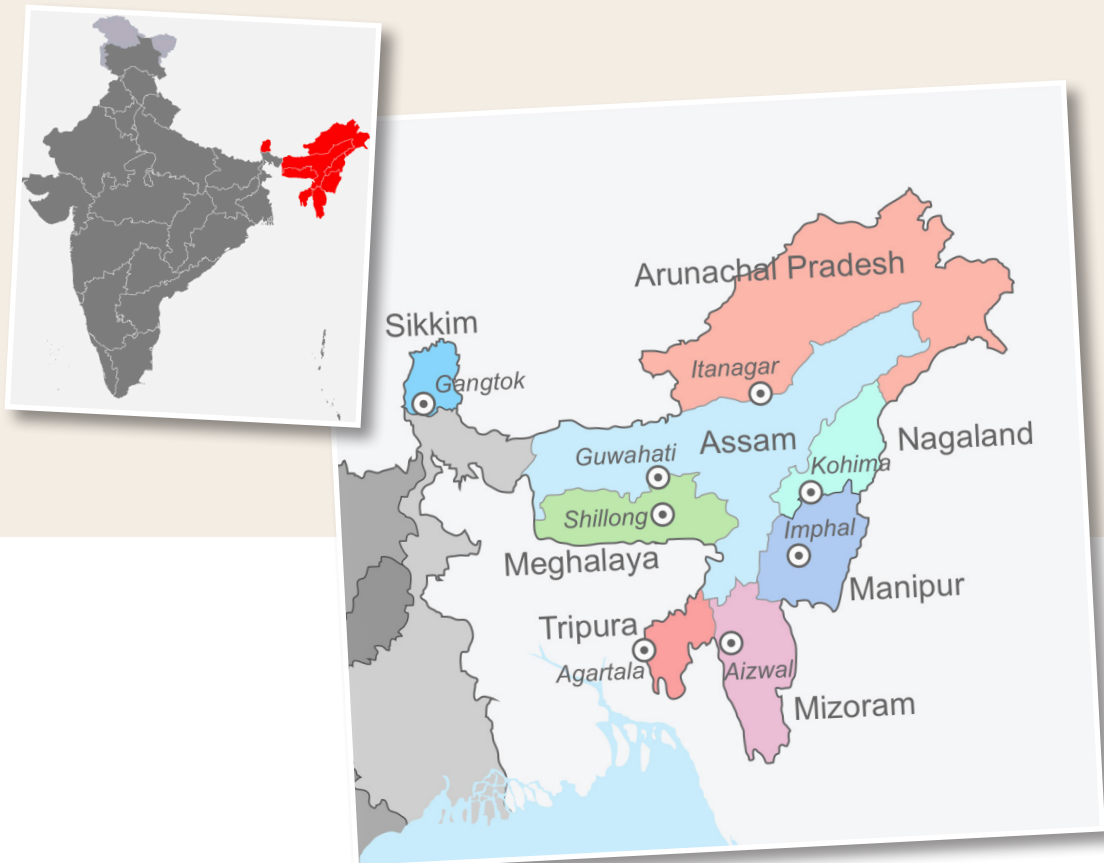 Arunachal Pradesh
Sikkim
Itanagar
Gangtok
Assam
Nagaland
Guwahati
Kohima
Shillong
Imphal
Meghalaya
Manipur
Tripura
Agartala
Aizwal
Mizoram